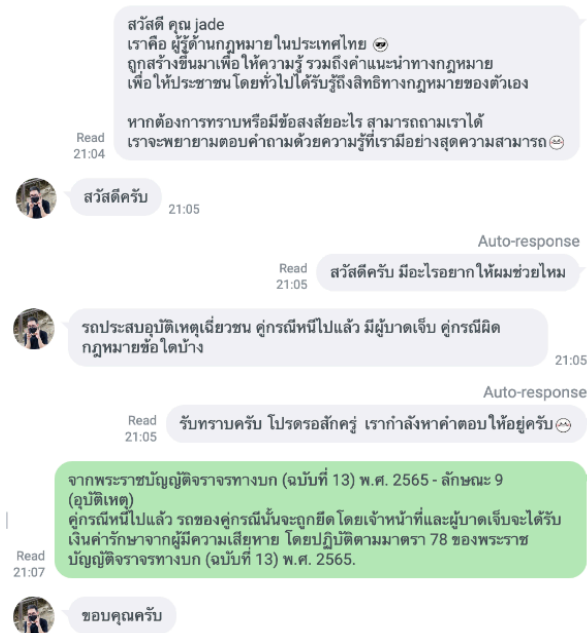 สวัสดี คุณ jade
เราคือ ผู้รู้ด้านกฎหมายในประเทศไทย
ถูกสร้างขึ้นมาเพื่อให้ความรู้ รวมถึงคำแนะนำทางกฎหมาย
เพื่อให้ประชาชนโดยทั่วไปได้รับรู้ถึงสิทธิทางกฎหมายของตัวเอง
หากต้องการทราบหรือมีข้อสงสัยอะไร สามารถถามเราได้
เราจะพยายามตอบคำถามด้วยความรู้ที่เรามีอย่างสุดความสามารถ
Read
21:04
สวัสดีครับ
21:05
Auto-response
สวัสดีครับ มีอะไรอยากให้ผมช่วยไหม
Read
21:05
รถประสบอุบัติเหตุเฉี่ยวชน คู่กรณีหนีไปแล้ว มีผู้บาดเจ็บ คู่กรณีผิด
กฎหมายข้อใดบ้าง
21:05
Auto-response
รับทราบครับ โปรดรอสักครู่ เรากำลังหาคำตอบให้อยู่ครับ
Read
21:05
จากพระราชบัญญัติจราจรทางบก (ฉบับที่ 13) พ.ศ. 2565 - ลักษณะ 9
(อุบัติเหตุ)
คู่กรณีหนีไปแล้ว รถของคู่กรณีนั้นจะถูกยึดโดยเจ้าหน้าที่และผู้บาดเจ็บจะได้รับ
เงินค่ารักษาจากผู้มีความเสียหาย โดยปฏิบัติตามมาตรา 78 ของพระราช
บัญญัติจราจรทางบก (ฉบับที่ 13) พ.ศ. 2565.
Read
21:07
ขอบคุณครับ